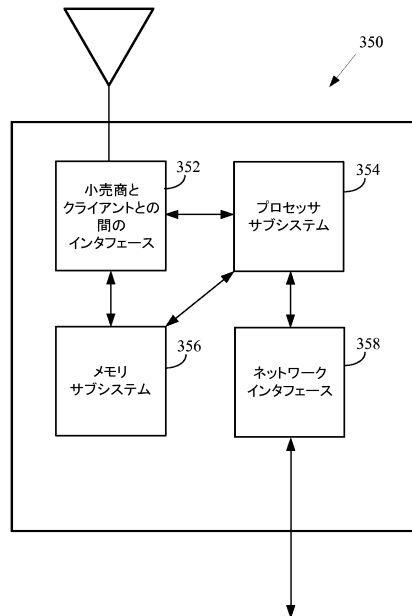 350
352
小売商と
クライアントとの
間の
インタフェース
354
プロセッサ
サブシステム
356
メモリ
サブシステム
358
ネットワーク
インタフェース